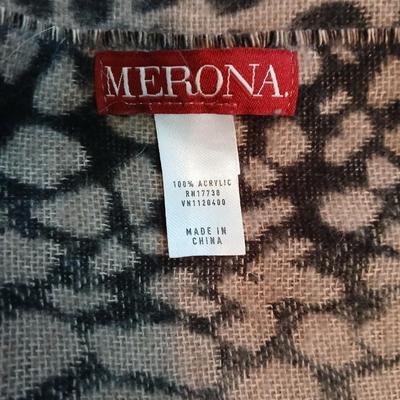 MERONA.
100% ACRYLIC
RN17730
VN1120400
MADE IN
CHINA